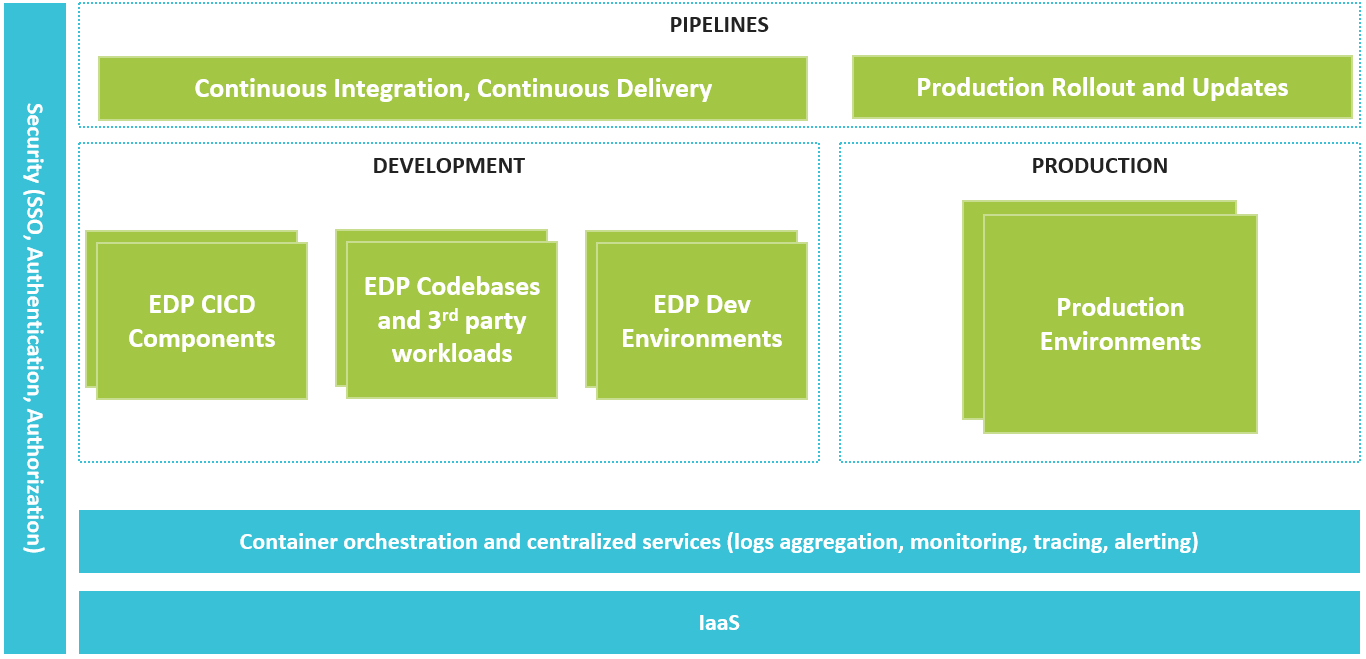 PIPELINES
Continuous Integration, Continuous Delivery
Production Rollout and Updates
Security (SSO, Authentication, Authorization)
DEVELOPMENT
PRODUCTION
EDP CICD
Components
EDP Codebases
and 3rd party
workloads
EDP Dev
Environments
Production
Environments
Container orchestration and centralized services (logs aggregation, monitoring, tracing, alerting)
IaaS